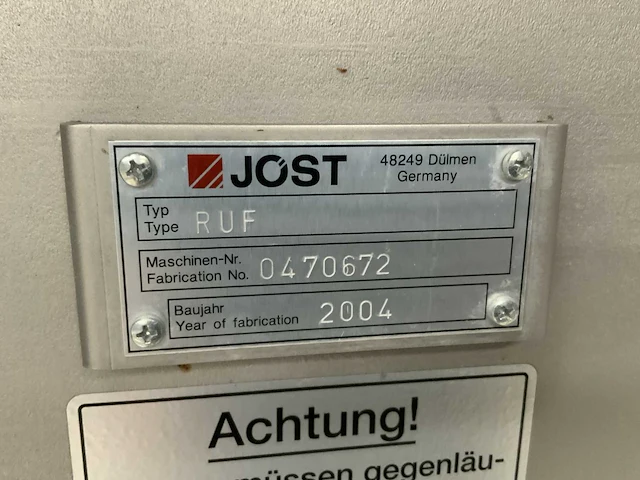 JÖST
48249 Dülmen
Germany
Typ
Type RUF
Maschinen-Nr.
Fabrication No. 0470672
Baujahr
Year of fabrication 2004
Achtung!
müssen gegenläu-